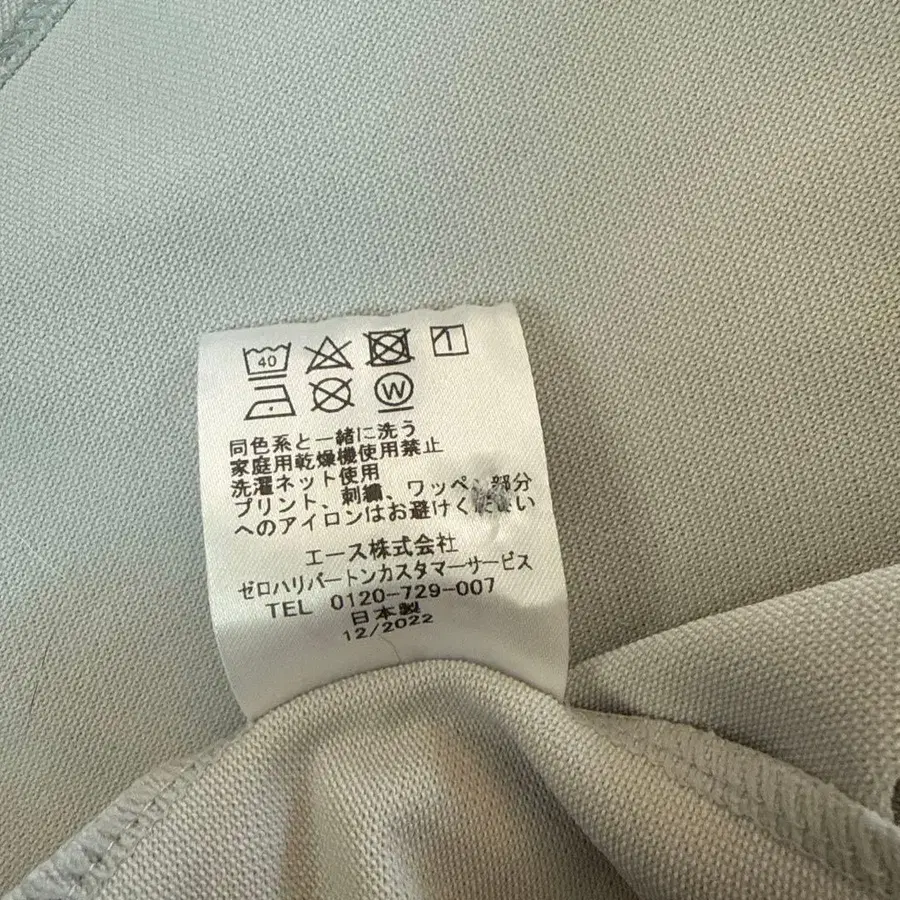 40
W
同色系と一緒に洗う
家庭用乾燥機使用禁止
洗濯ネット使用
プリント、刺繍、ワッペン部分
へのアイロンはお避けください
エース株式会社
ゼロハリバートンカスタマーサービス
TEL 0120-729-007
日本製
12/2022